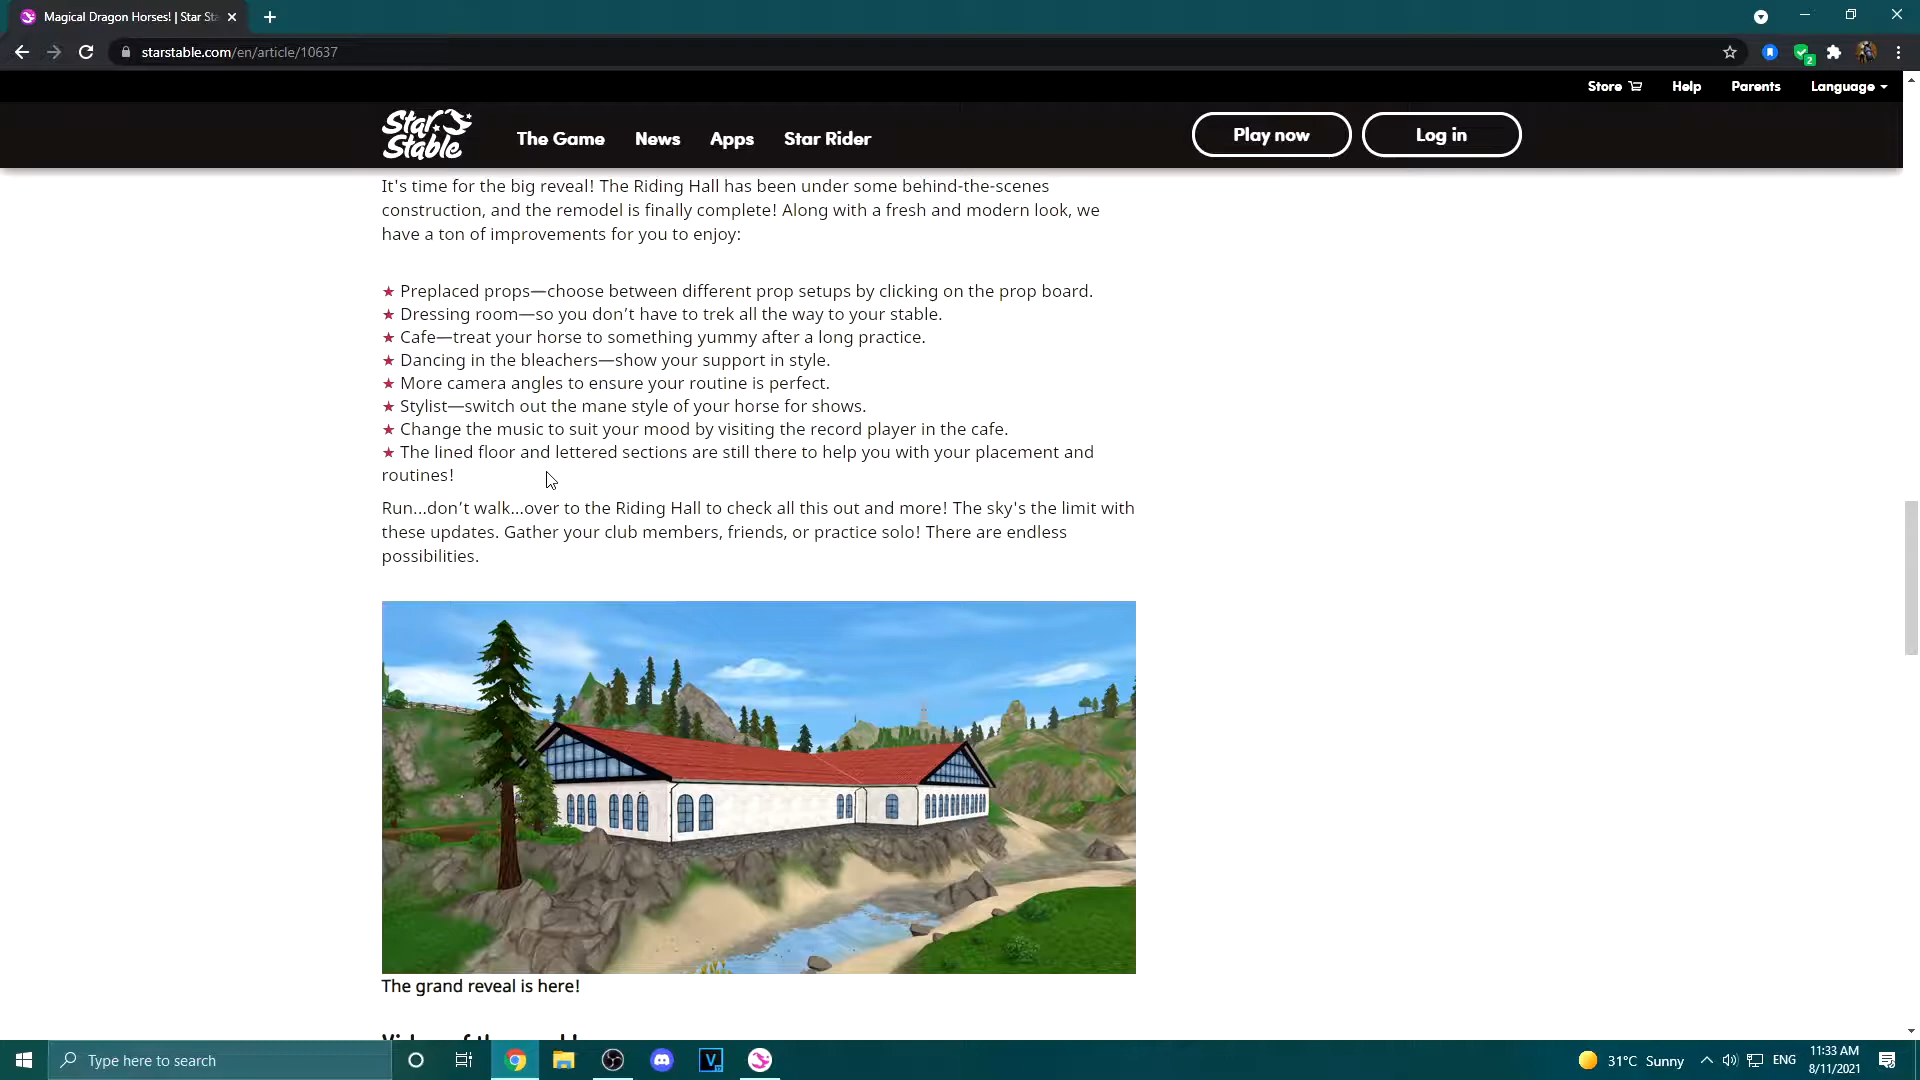 Magical Dragon Horses! | Star Sta
starstable.com/en/article/10637
2
Store
Help
Parents
Language
Star Stable
The Game
News
Apps
Star Rider
Play now
Log in
It's time for the big reveal! The Riding Hall has been under some behind-the-scenes
construction, and the remodel is finally complete! Along with a fresh and modern look, we
have a ton of improvements for you to enjoy:
★ Preplaced props—choose between different prop setups by clicking on the prop board.
★ Dressing room—so you don’t have to trek all the way to your stable.
★ Cafe—treat your horse to something yummy after a long practice.
★ Dancing in the bleachers—show your support in style.
★ More camera angles to ensure your routine is perfect.
★ Stylist—switch out the mane style of your horse for shows.
★ Change the music to suit your mood by visiting the record player in the cafe.
★ The lined floor and lettered sections are still there to help you with your placement and
routines!
Run...don’t walk...over to the Riding Hall to check all this out and more! The sky's the limit with
these updates. Gather your club members, friends, or practice solo! There are endless
possibilities.
The grand reveal is here!
Type here to search
V
31°C Sunny
ENG
11:33 AM
8/11/2021